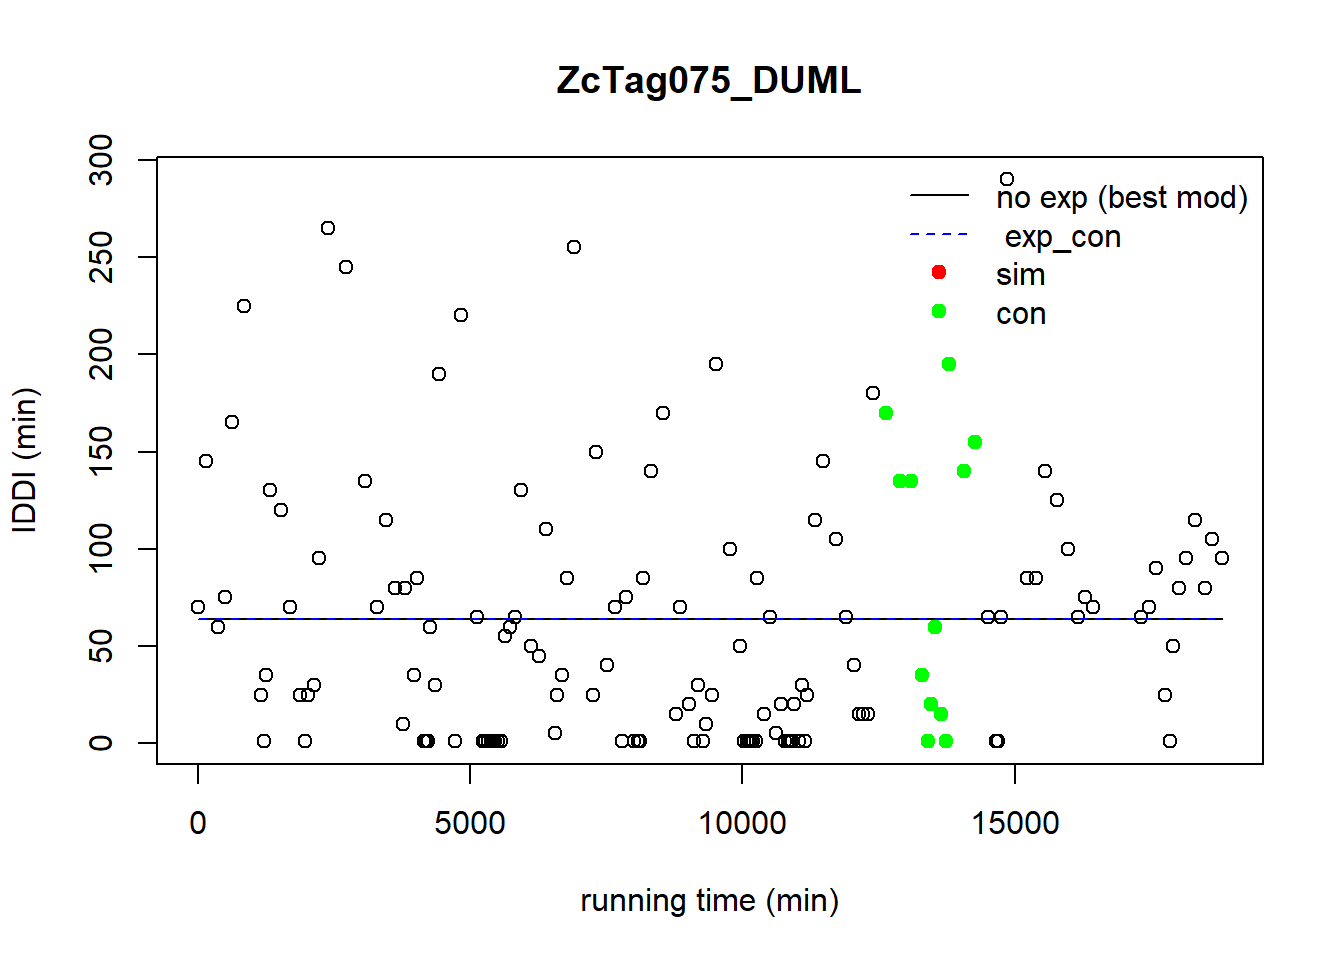 ZcTag075_DUML
300
250
200
150
100
50
0
IDDI (min)
no exp (best mod)
exp_con
sim
con
0 5000 10000 15000
running time (min)